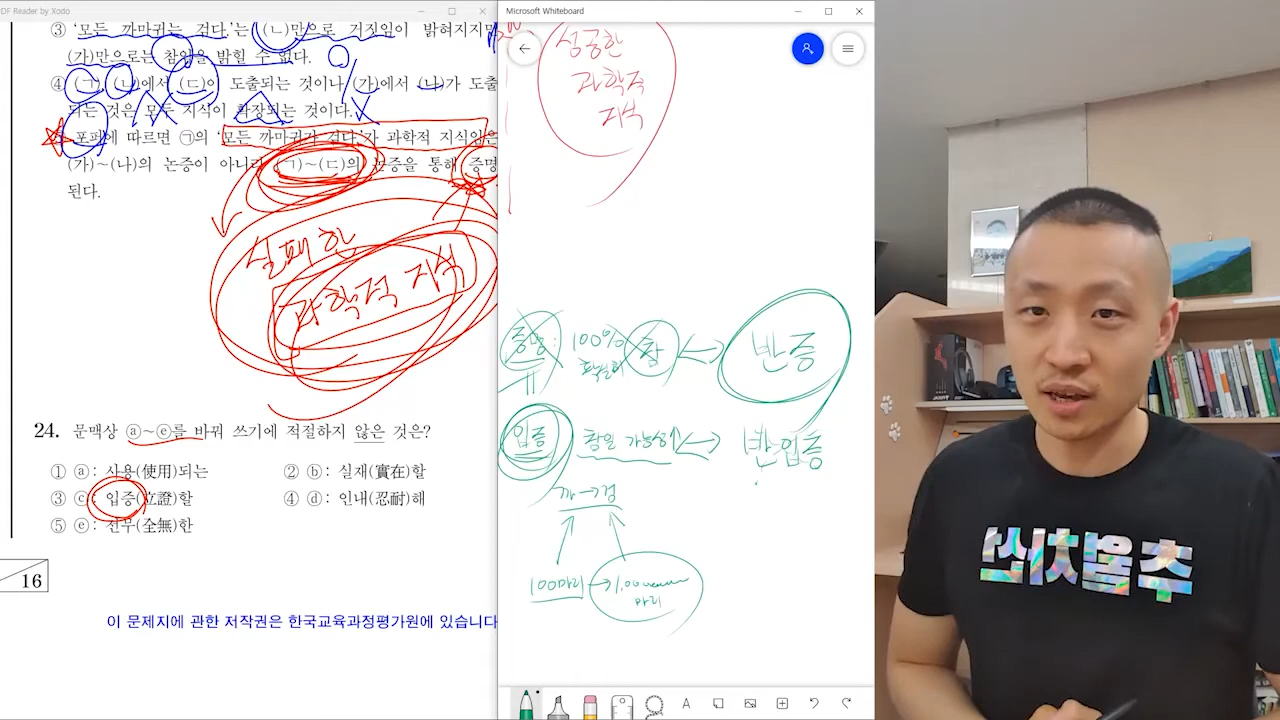 DF Reader by Xodo
Microsoft Whiteboard
③ '모든 까마귀는 검다.'는 (ㄴ)만으로 거짓임이 밝혀지지만
(가)만으로는 참임을 밝힐 수 없다.
④ (ㄱ), (ㄴ)에서 (ㄷ)이 도출되는 것이나 (가)에서 (나)가 도출
되는 것은 모두 지식이 확장되는 것이다.
포퍼에 따르면 ㉠의 '모든 까마귀가 검다.'가 과학적 지식임은
(가)~(나)의 논증이 아니라 (ㄱ)~(ㄷ)의 논증을 통해 증명
된다.
실패한
과학적 지식
24. 문맥상 ⓐ~ⓔ를 바꿔 쓰기에 적절하지 않은 것은?
① ⓐ: 사용(使用)되는
② ⓑ: 실재(實在)할
③ ⓒ: 입증(立證)할
④ ⓓ: 인내(忍耐)해
⑤ ⓔ: 전무(全無)한
16
이 문제지에 관한 저작권은 한국교육과정평가원에 있습니다
성공한
과학적
지식
증명: 100% 참 반증
확실히
입증 참일 가능성↑ 반입증
까→검
100마리
마리
A
추월차선